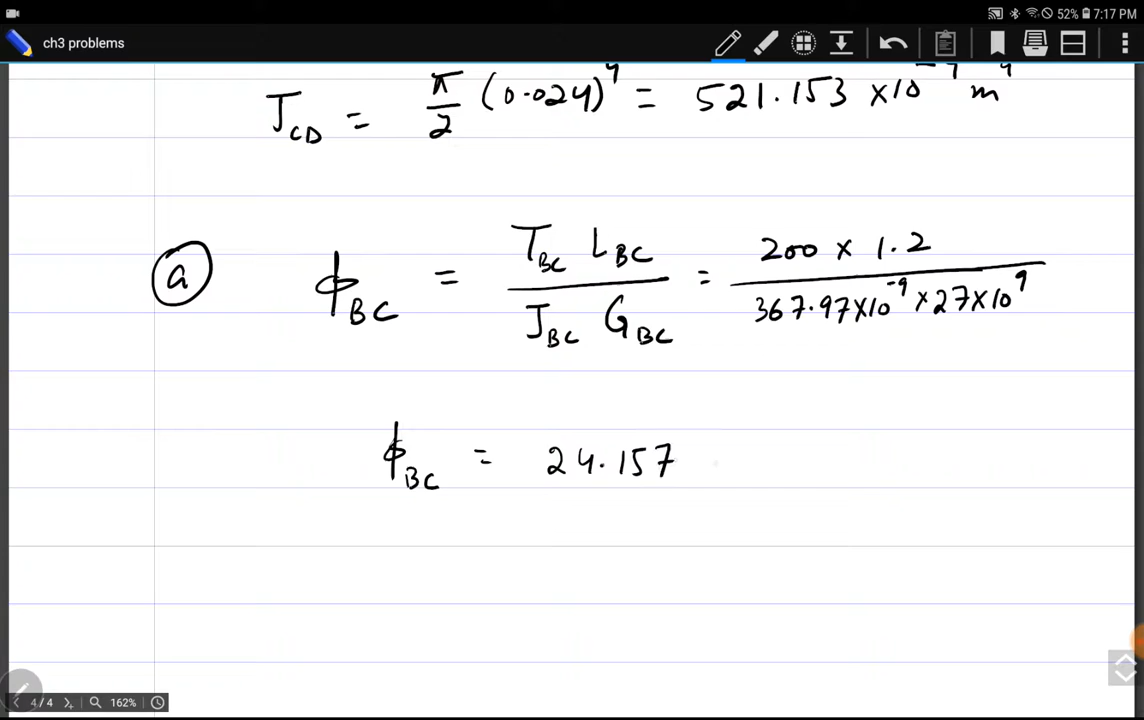 52% 7:17 PM
ch3 problems
J_CD = π/2 (0.024)^4 = 521.153 ×10^-9 m^4
(a) ϕ_BC = T_BC L_BC / J_BC G_BC = 200 × 1.2 / 367.97×10^-9 × 27×10^9
ϕ_BC = 24.157
4/4 162%